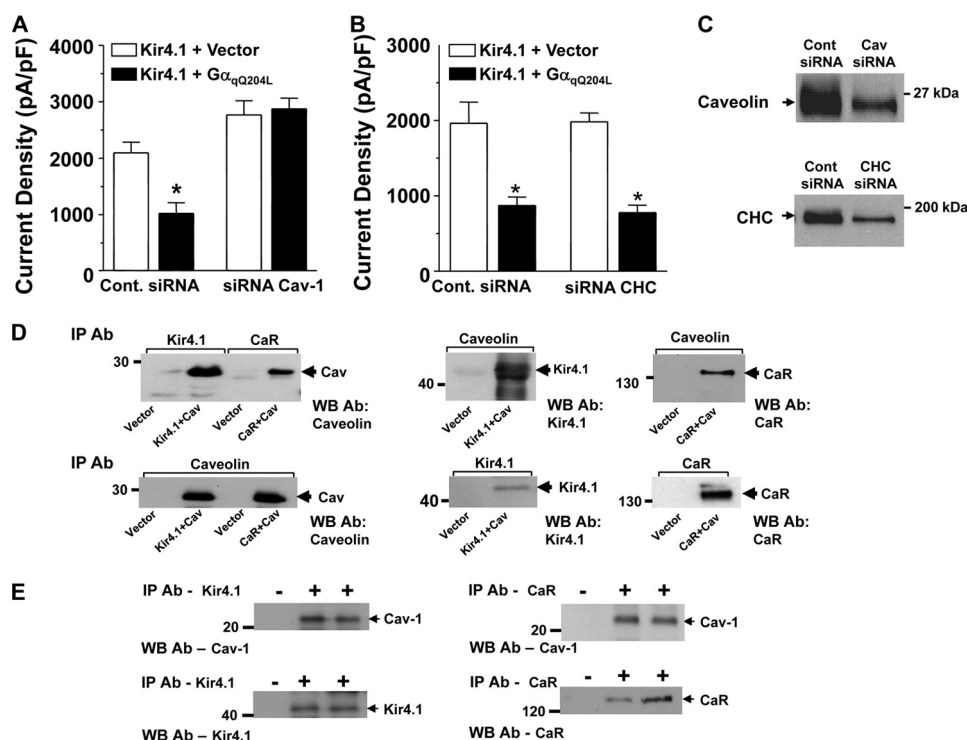 A
Current Density (pA/pF)
4000
3000
2000
1000
0
Kir4.1 + Vector
Kir4.1 + GαqQ204L
*
Cont. siRNA
siRNA Cav-1
B
Current Density (pA/pF)
3000
2000
1000
0
Kir4.1 + Vector
Kir4.1 + GαqQ204L
*
*
Cont. siRNA
siRNA CHC
C
Cont siRNA
Cav siRNA
Caveolin
27 kDa
Cont siRNA
CHC siRNA
CHC
200 kDa
D
IP Ab
Kir4.1
CaR
30
Cav
Vector
Kir4.1+Cav
Vector
CaR+Cav
WB Ab:
Caveolin
Caveolin
40
Kir4.1
Vector
Kir4.1+Cav
WB Ab:
Kir4.1
Caveolin
130
CaR
Vector
CaR+Cav
WB Ab:
CaR
IP Ab
Caveolin
30
Cav
Vector
Kir4.1+Cav
Vector
CaR+Cav
WB Ab:
Caveolin
Kir4.1
40
Kir4.1
Vector
Kir4.1+Cav
WB Ab:
Kir4.1
CaR
130
CaR
Vector
CaR+Cav
WB Ab:
CaR
E
IP Ab - Kir4.1 - + +
20
Cav-1
WB Ab – Cav-1
IP Ab - CaR - + +
20
Cav-1
WB Ab – Cav-1
IP Ab - Kir4.1 - + +
40
Kir4.1
WB Ab – Kir4.1
IP Ab - CaR - + +
120
CaR
WB Ab - CaR